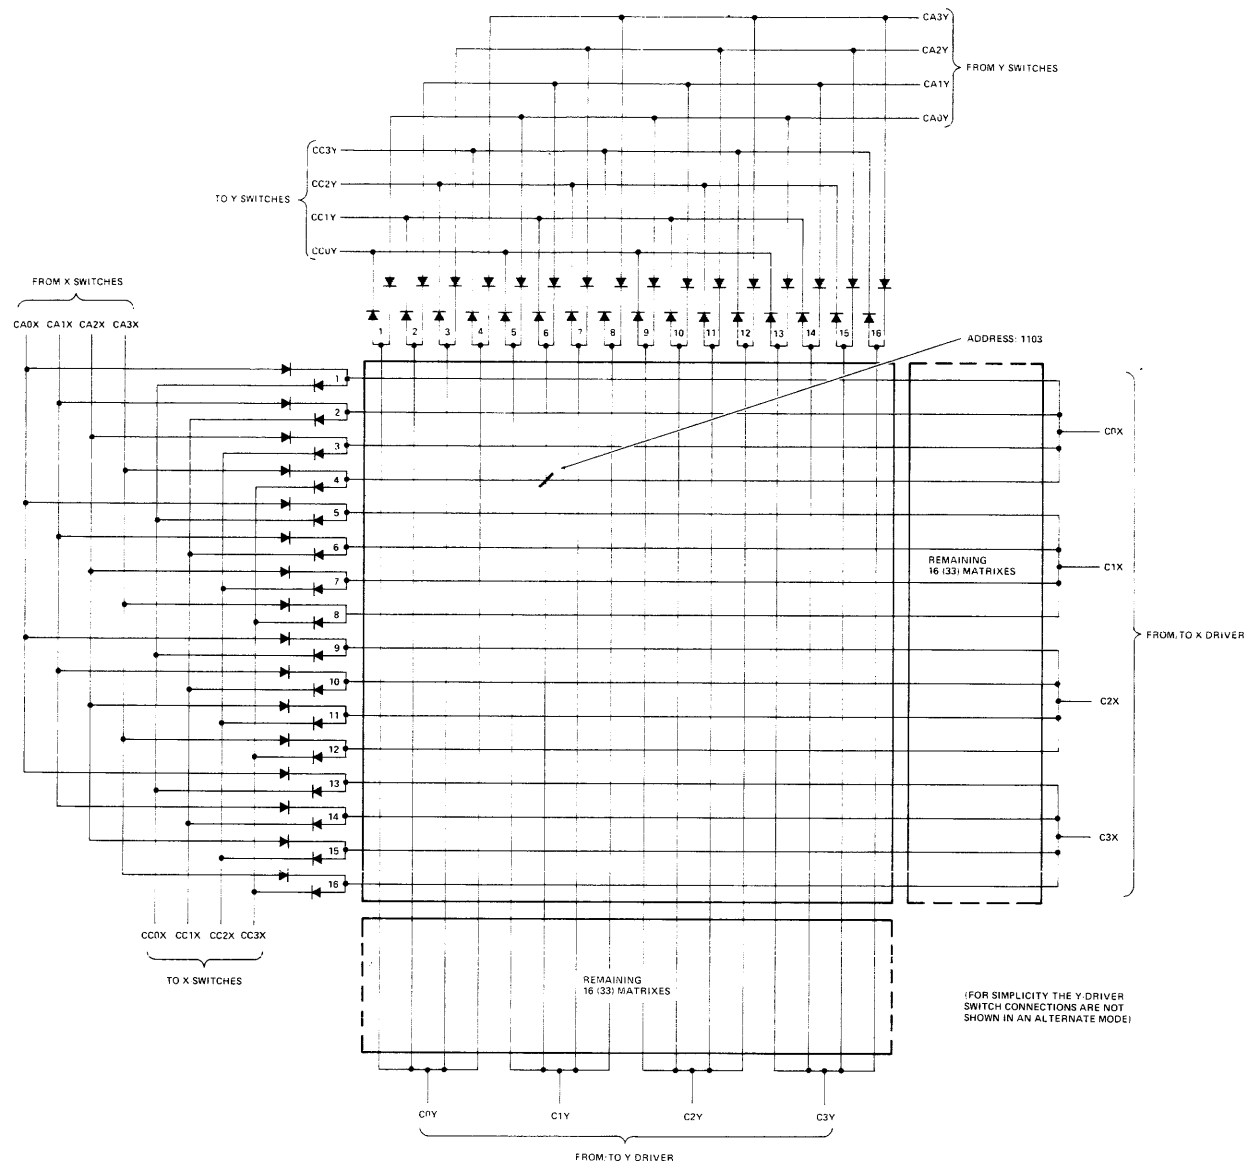 CA3Y
CA2Y
FROM Y SWITCHES
CA1Y
CA0Y
CC3Y
CC2Y
TO Y SWITCHES
CC1Y
CC0Y
FROM X SWITCHES
CA0X CA1X CA2X CA3X
1 2 3 4 5 6 7 8 9 10 11 12 13 14 15 16
ADDRESS: 1103
1
2
3
4
5
6
7
8
9
10
11
12
13
14
15
16
C0X
REMAINING
16 (33) MATRIXES
C1X
FROM/TO X DRIVER
C2X
C3X
CC0X CC1X CC2X CC3X
TO X SWITCHES
REMAINING
16 (33) MATRIXES
(FOR SIMPLICITY THE Y-DRIVER
SWITCH CONNECTIONS ARE NOT
SHOWN IN AN ALTERNATE MODE)
C0Y C1Y C2Y C3Y
FROM/TO Y DRIVER